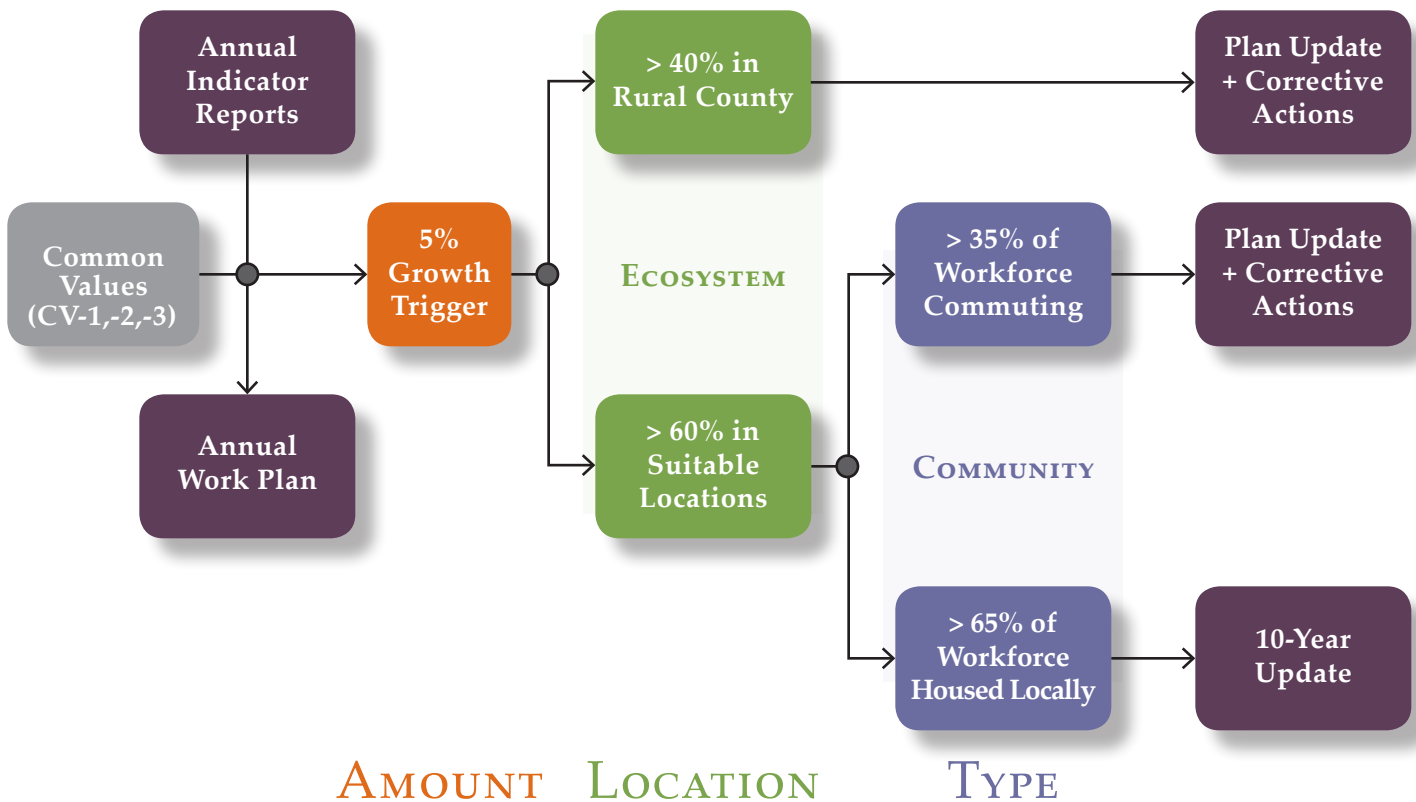 Annual
Indicator
Reports
> 40% in
Rural County
Plan Update
+ Corrective
Actions
Common
Values
(CV-1,-2,-3)
5%
Growth
Trigger
Ecosystem
> 35% of
Workforce
Commuting
Plan Update
+ Corrective
Actions
Annual
Work Plan
> 60% in
Suitable
Locations
Community
> 65% of
Workforce
Housed Locally
10-Year
Update
Amount
Location
Type